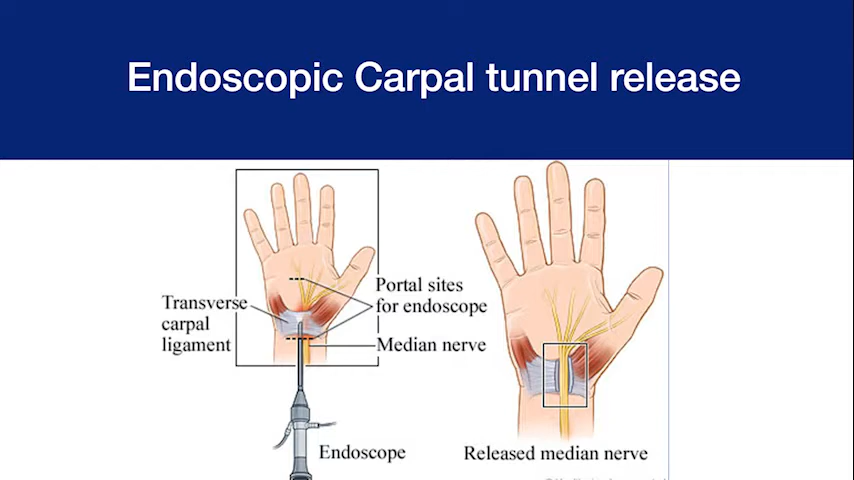 Endoscopic Carpal tunnel release
Transverse
carpal
ligament
Portal sites
for endoscope
Median nerve
Endoscope
Released median nerve